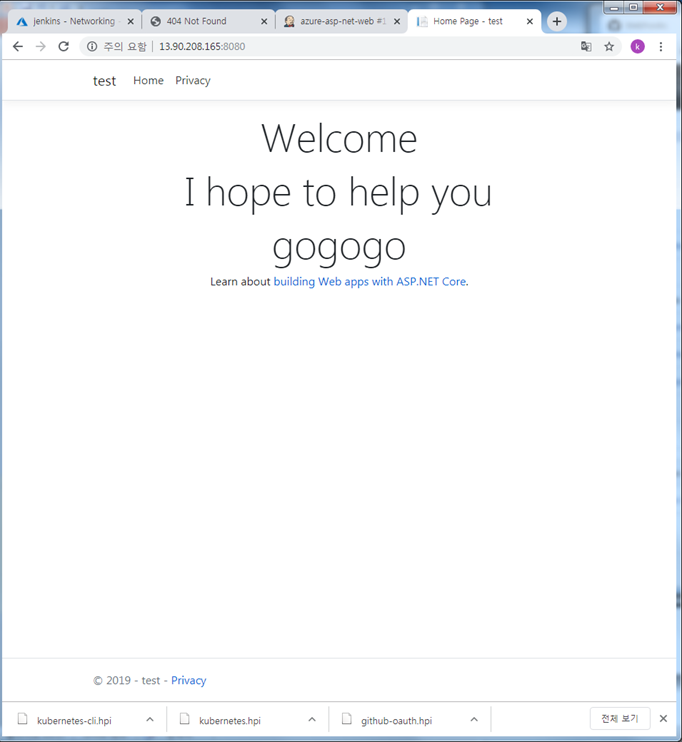 jenkins - Networking
404 Not Found
azure-asp-net-web #1
Home Page - test
주의 요함 13.90.208.165:8080
k
test Home Privacy
Welcome
I hope to help you
gogogo
Learn about building Web apps with ASP.NET Core.
© 2019 - test - Privacy
kubernetes-cli.hpi
kubernetes.hpi
github-oauth.hpi
전체 보기